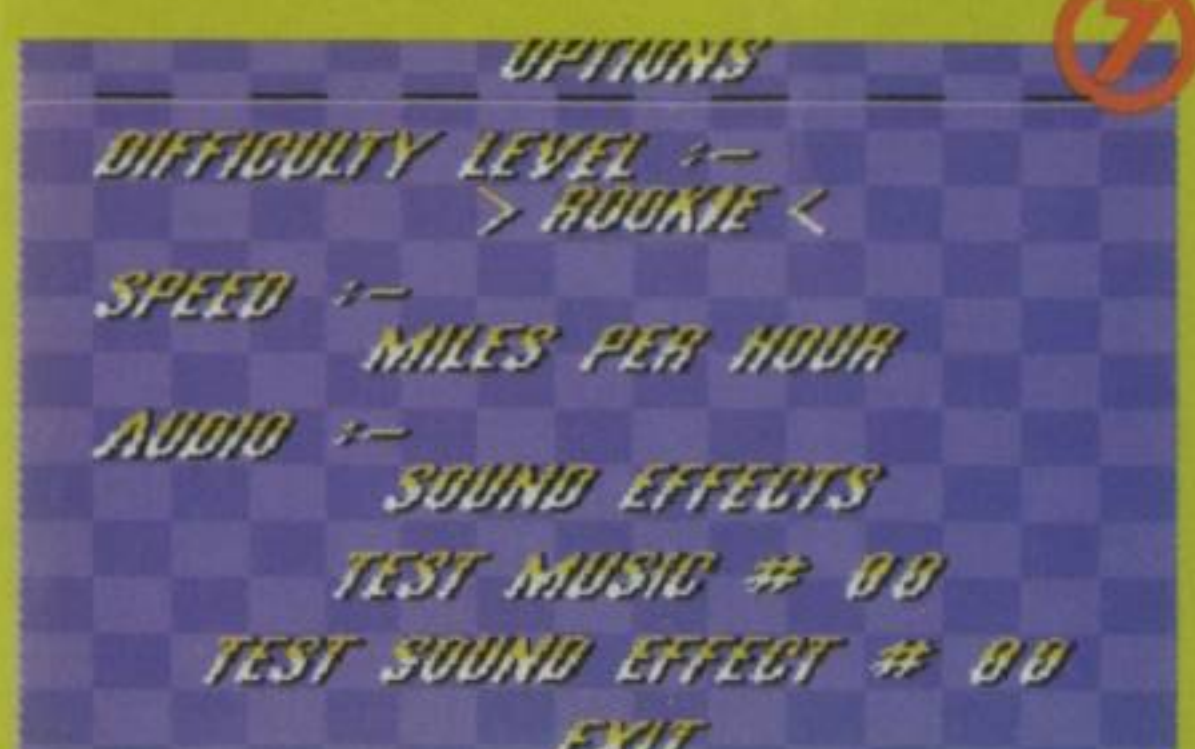 7
OPTIONS
DIFFICULTY LEVEL :-
> ROOKIE <
SPEED :-
MILES PER HOUR
AUDIO :-
SOUND EFFECTS
TEST MUSIC # 00
TEST SOUND EFFECT # 00
EXIT